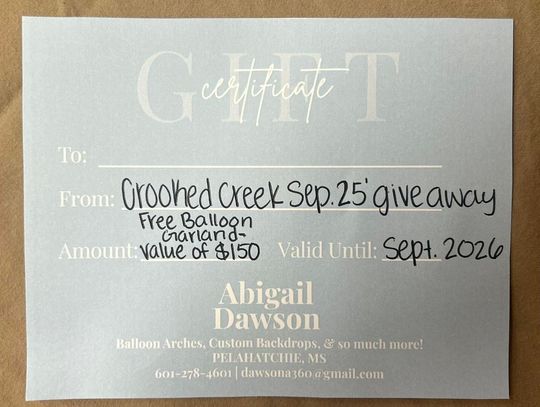 GIFT
certificate
To:
From: Crooked Creek Sep. 25' give away
Free Balloon
Garland-
Amount: Value of $150 Valid Until: Sept. 2026
Abigail
Dawson
Balloon Arches, Custom Backdrops, & so much more!
PELAHATCHIE, MS
601-278-4601 | dawsona360@gmail.com